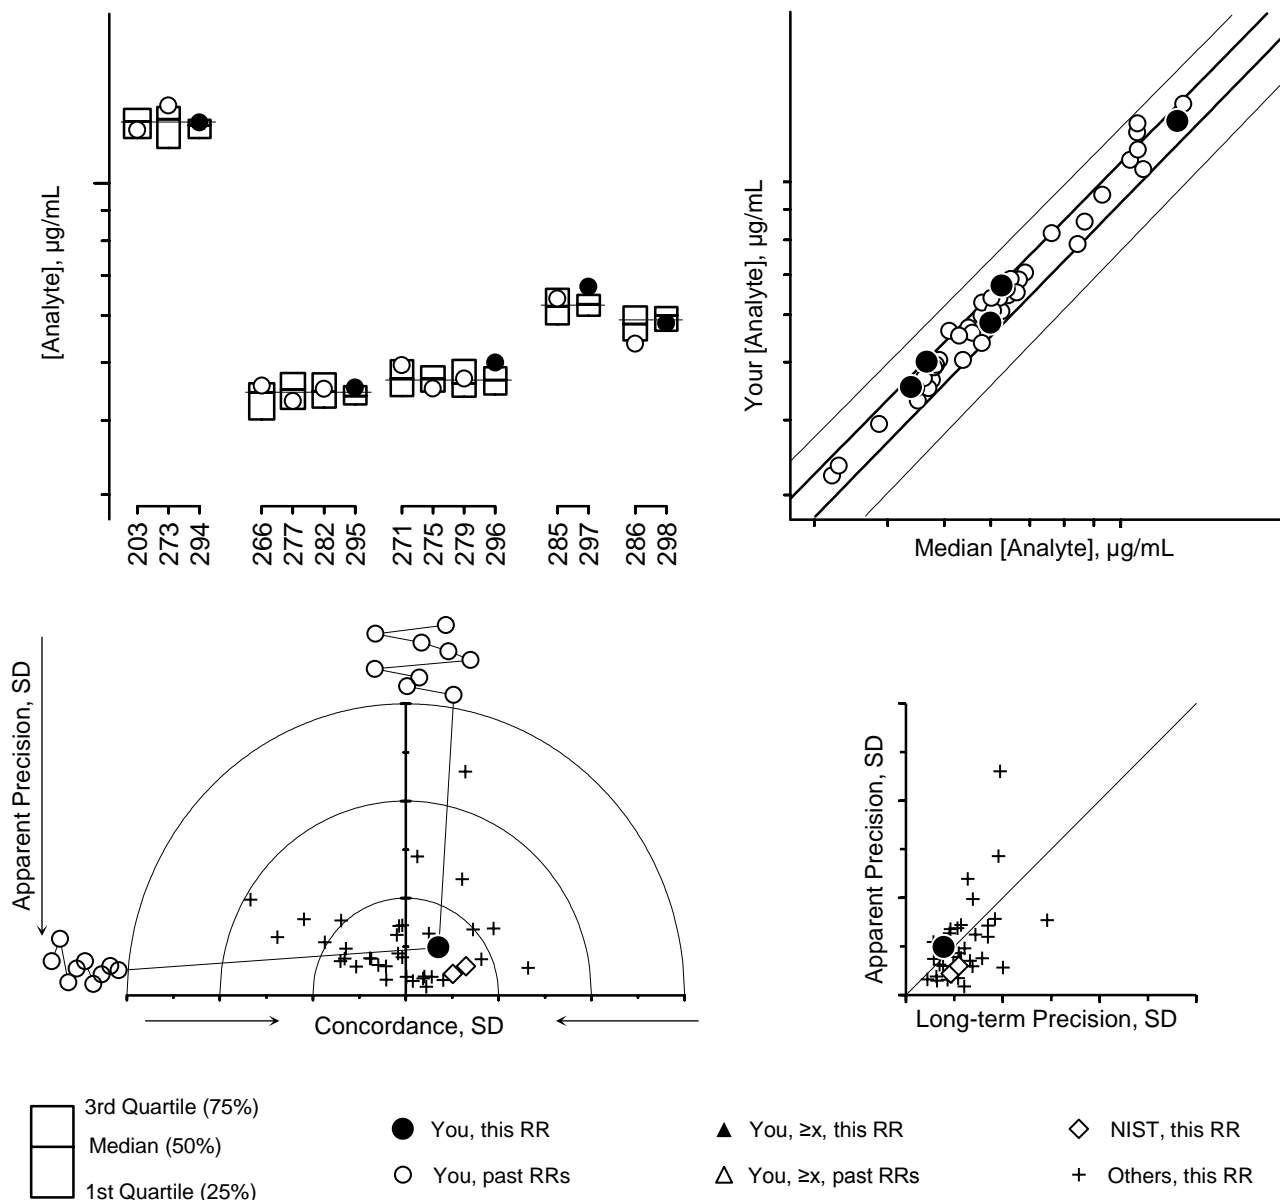 [Analyte], µg/mL
203
273
294
266
277
282
295
271
275
279
296
285
297
286
298
Your [Analyte], µg/mL
Median [Analyte], µg/mL
Apparent Precision, SD
Concordance, SD
Apparent Precision, SD
Long-term Precision, SD
3rd Quartile (75%)
Median (50%)
1st Quartile (25%)
You, this RR
You, past RRs
You, ≥x, this RR
You, ≥x, past RRs
NIST, this RR
Others, this RR